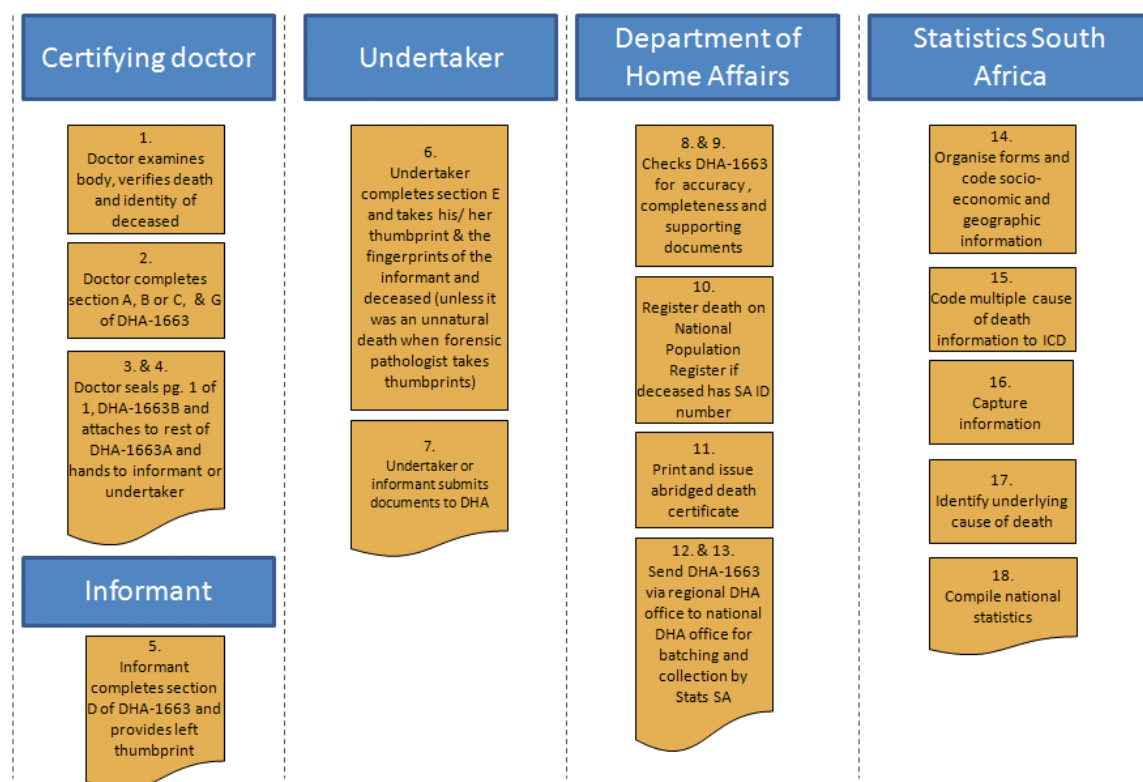 Certifying doctor
1.
Doctor examines
body, verifies death
and identity of
deceased
2.
Doctor completes
section A, B or C,  & G
of DHA-1663
3. & 4.
Doctor seals pg. 1 of
1, DHA-1663B and
attaches to rest of
DHA-1663A and
hands to informant or
undertaker
Informant
5.
Informant
completes section
D of DHA-1663 and
provides left
thumbprint
Undertaker
6.
Undertaker
completes section E
and takes his/ her
thumbprint & the
fingerprints of the
informant and
deceased (unless it
was an unnatural
death when forensic
pathologist takes
thumbprints)
7.
Undertaker or
informant submits
documents to DHA
Department of
Home Affairs
8. & 9.
Checks DHA-1663
for accuracy ,
completeness and
supporting
documents
10.
Register death on
National
Population
Register if
deceased has SA ID
number
11.
Print and issue
abridged death
certificate
12. & 13.
Send DHA-1663
via regional DHA
office to national
DHA office for
batching and
collection by
Stats SA
Statistics South
Africa
14.
Organise forms and
code socio-
economic and
geographic
information
15.
Code multiple cause
of death
information to ICD
16.
Capture
information
17.
Identify underlying
cause of death
18.
Compile national
statistics